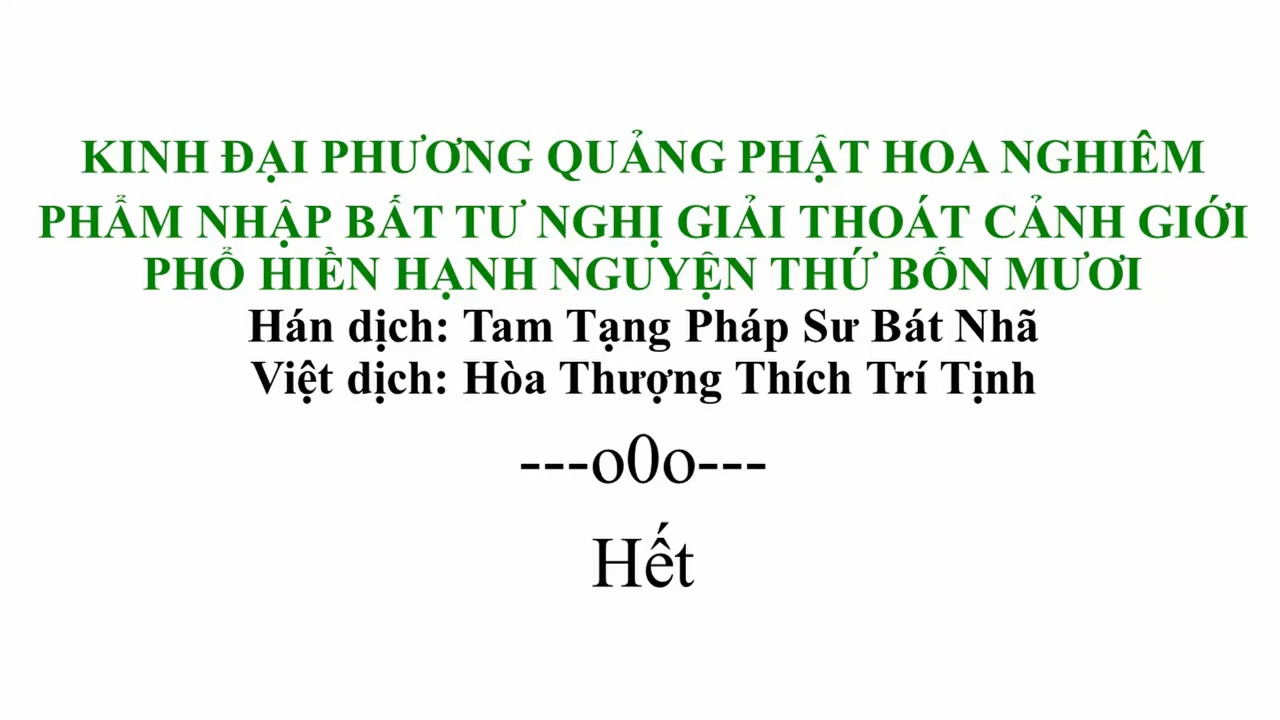 KINH ĐẠI PHƯƠNG QUẢNG PHẬT HOA NGHIÊM
PHẨM NHẬP BẤT TƯ NGHỊ GIẢI THOÁT CẢNH GIỚI
PHỔ HIỀN HẠNH NGUYỆN THỨ BỐN MƯƠI
Hán dịch: Tam Tạng Pháp Sư Bát Nhã
Việt dịch: Hòa Thượng Thích Trí Tịnh
---o0o---
Hết